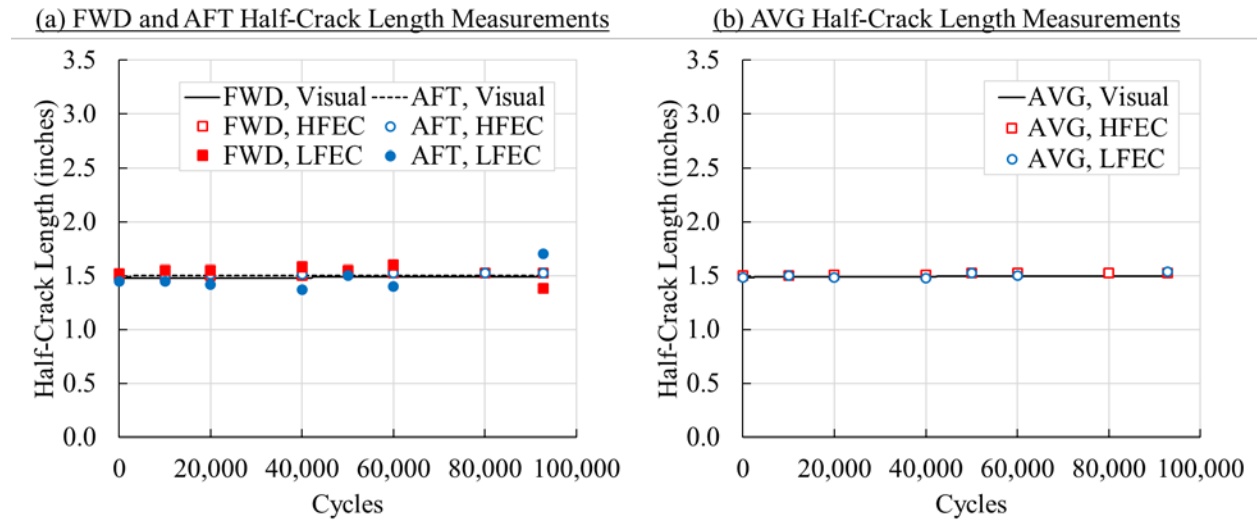 (a) FWD and AFT Half-Crack Length Measurements
3.5
3.0
2.5
2.0
1.5
1.0
0.5
0.0
Half-Crack Length (inches)
FWD, Visual
AFT, Visual
FWD, HFEC
AFT, HFEC
FWD, LFEC
AFT, LFEC
0
20,000
40,000
60,000
80,000
100,000
Cycles
(b) AVG Half-Crack Length Measurements
3.5
3.0
2.5
2.0
1.5
1.0
0.5
0.0
Half-Crack Length (inches)
AVG, Visual
AVG, HFEC
AVG, LFEC
0
20,000
40,000
60,000
80,000
100,000
Cycles